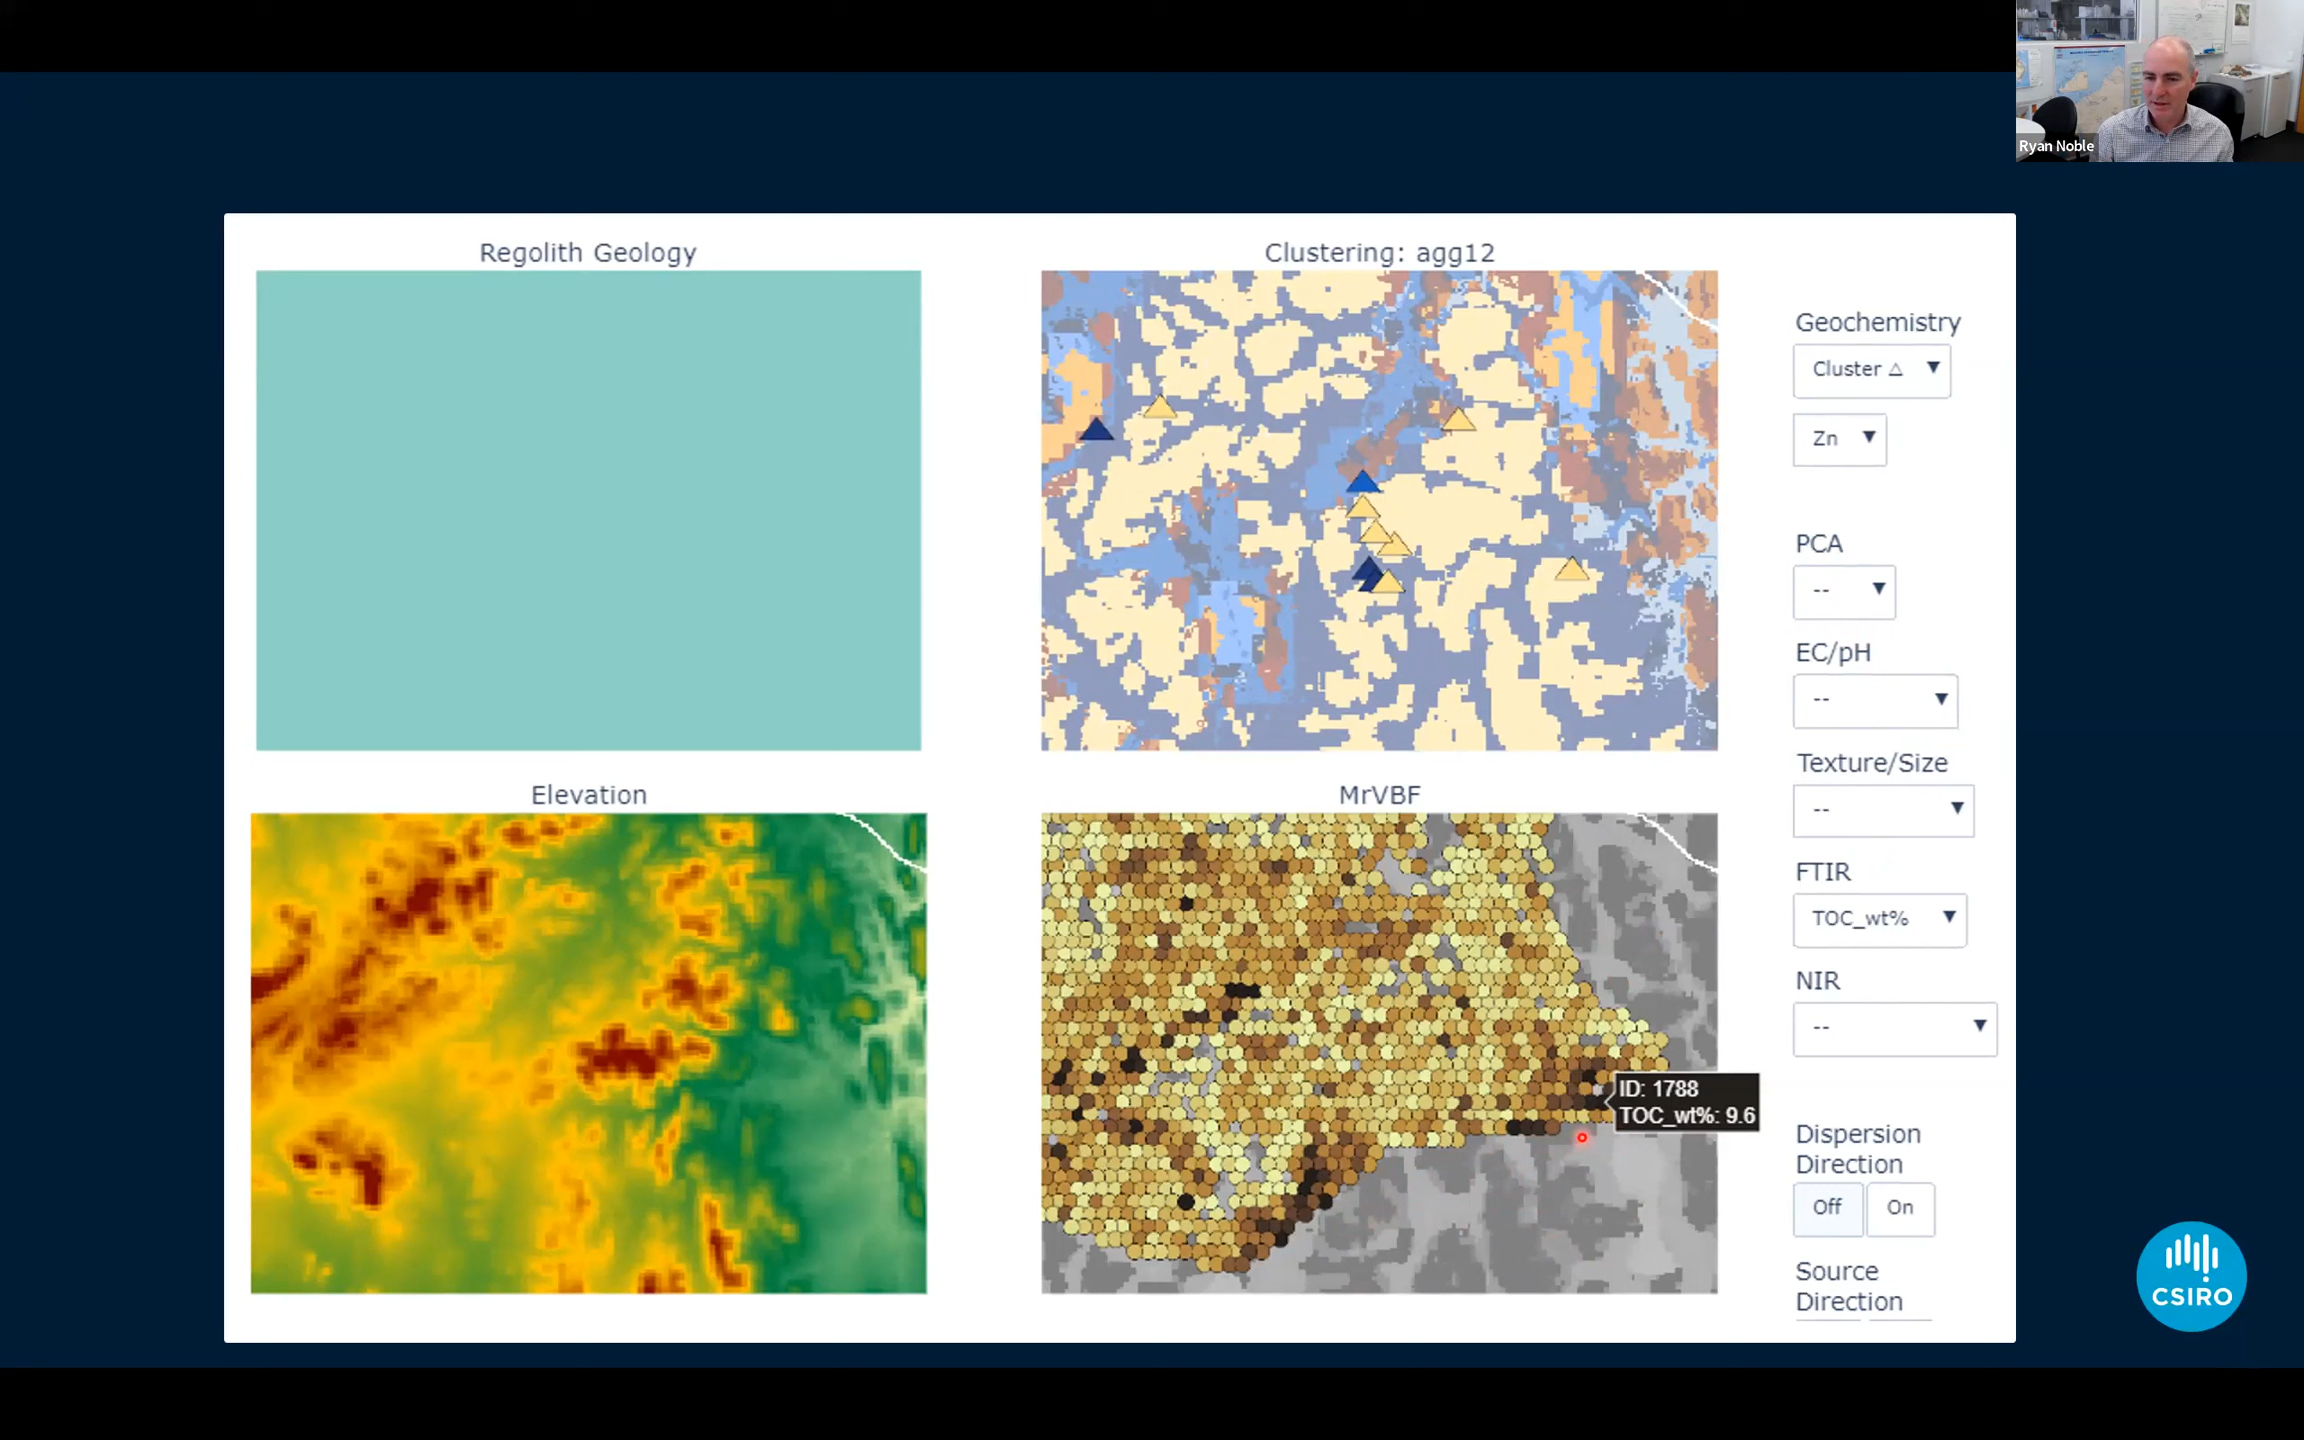 Ryan Noble
Regolith Geology
Clustering: agg12
Geochemistry
Cluster △ ▼
Zn ▼
PCA
-- ▼
EC/pH
-- ▼
Texture/Size
-- ▼
FTIR
TOC_wt% ▼
NIR
-- ▼
Dispersion
Direction
Off On
Source
Direction
Elevation
MrVBF
ID: 1788
TOC_wt%: 9.6
CSIRO